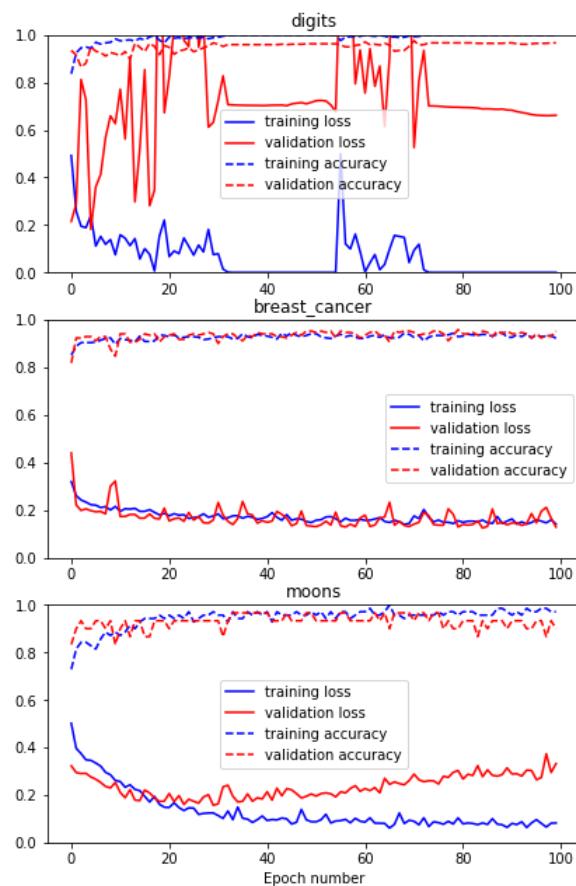 digits
1.0
0.8
0.6
0.4
0.2
0.0
training loss
validation loss
training accuracy
validation accuracy
0 20 40 60 80 100
breast_cancer
1.0
0.8
0.6
0.4
0.2
0.0
training loss
validation loss
training accuracy
validation accuracy
0 20 40 60 80 100
moons
1.0
0.8
0.6
0.4
0.2
0.0
training loss
validation loss
training accuracy
validation accuracy
0 20 40 60 80 100
Epoch number